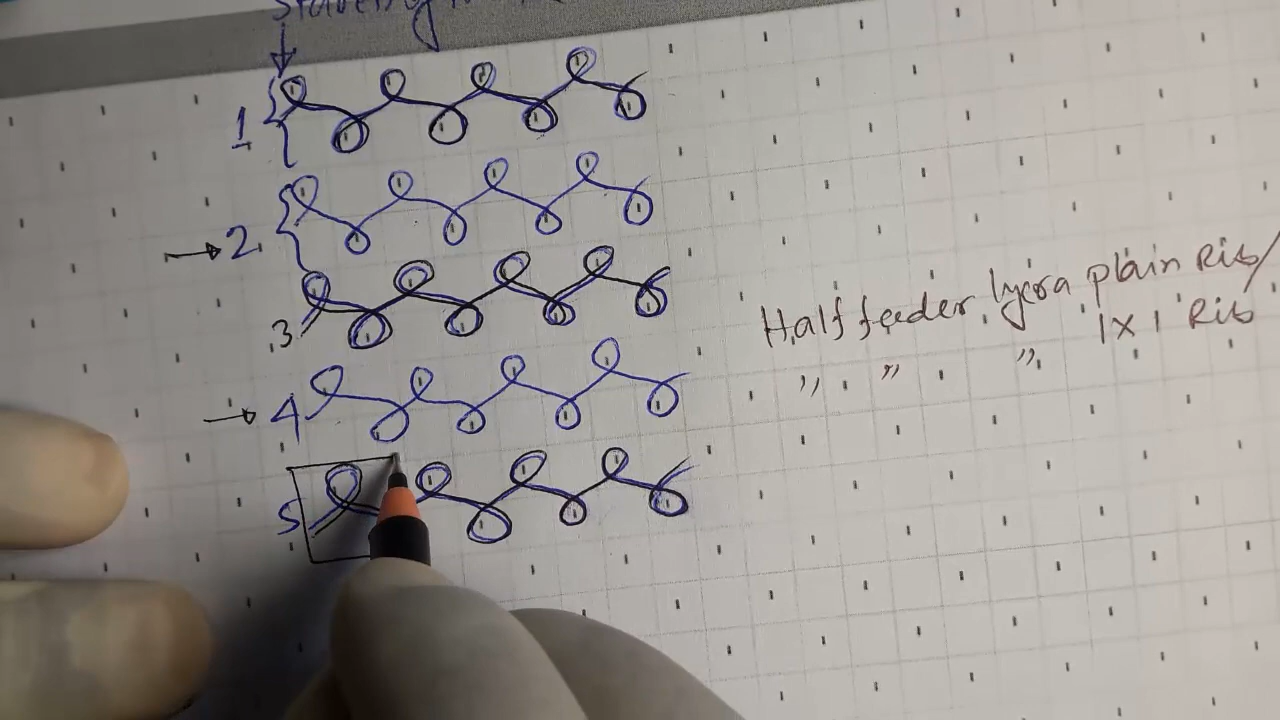 1
2.
3
4
5
Half feeder lycra plain Rib/
1x1 Rib
" " "